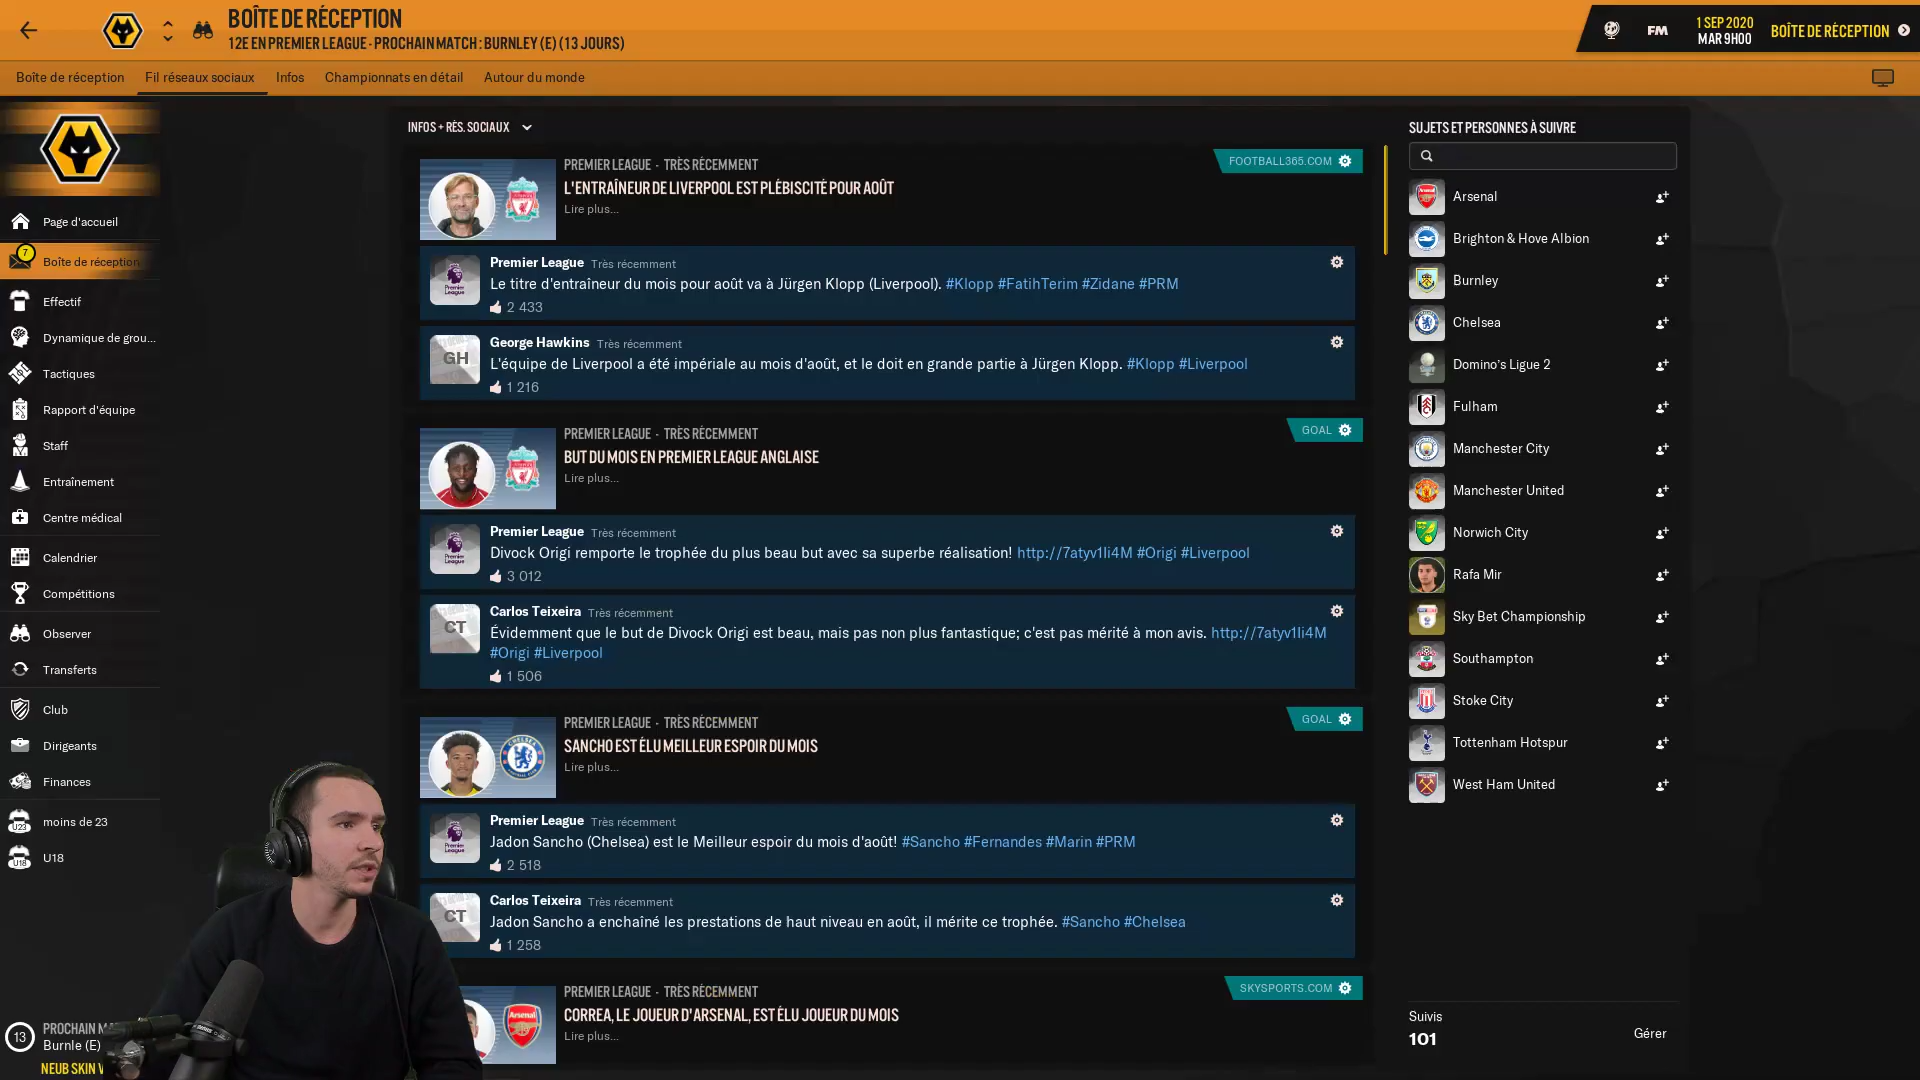 BOÎTE DE RÉCEPTION
12E EN PREMIER LEAGUE · PROCHAIN MATCH : BURNLEY (E) (13 JOURS)
FM
1 SEP 2020
MAR 9H00
BOÎTE DE RÉCEPTION
Boîte de réception
Fil réseaux sociaux
Infos
Championnats en détail
Autour du monde
Page d'accueil
7
Boîte de réception
Effectif
Dynamique de grou...
Tactiques
Rapport d'équipe
Staff
Entraînement
Centre médical
Calendrier
Compétitions
Observer
Transferts
Club
Dirigeants
Finances
U23
moins de 23
U18
U18
13
PROCHAIN M
Burnle (E)
NEUB SKIN V
INFOS + RÉS. SOCIAUX
PREMIER LEAGUE · TRÈS RÉCEMMENT
FOOTBALL365.COM
L'ENTRAÎNEUR DE LIVERPOOL EST PLÉBISCITÉ POUR AOÛT
Lire plus...
Premier League Très récemment
Le titre d'entraîneur du mois pour août va à Jürgen Klopp (Liverpool). #Klopp #FatihTerim #Zidane #PRM
2 433
GH
George Hawkins Très récemment
L'équipe de Liverpool a été impériale au mois d'août, et le doit en grande partie à Jürgen Klopp. #Klopp #Liverpool
1 216
PREMIER LEAGUE · TRÈS RÉCEMMENT
GOAL
BUT DU MOIS EN PREMIER LEAGUE ANGLAISE
Lire plus...
Premier League Très récemment
Divock Origi remporte le trophée du plus beau but avec sa superbe réalisation! http://7atyv1Ii4M #Origi #Liverpool
3 012
CT
Carlos Teixeira Très récemment
Évidemment que le but de Divock Origi est beau, mais pas non plus fantastique; c'est pas mérité à mon avis. http://7atyv1Ii4M
#Origi #Liverpool
1 506
PREMIER LEAGUE · TRÈS RÉCEMMENT
GOAL
SANCHO EST ÉLU MEILLEUR ESPOIR DU MOIS
Lire plus...
Premier League Très récemment
Jadon Sancho (Chelsea) est le Meilleur espoir du mois d'août! #Sancho #Fernandes #Marin #PRM
2 518
CT
Carlos Teixeira Très récemment
Jadon Sancho a enchaîné les prestations de haut niveau en août, il mérite ce trophée. #Sancho #Chelsea
1 258
PREMIER LEAGUE · TRÈS RÉCEMMENT
SKYSPORTS.COM
CORREA, LE JOUEUR D'ARSENAL, EST ÉLU JOUEUR DU MOIS
Lire plus...
SUJETS ET PERSONNES À SUIVRE
Arsenal
Brighton & Hove Albion
Burnley
Chelsea
Domino's Ligue 2
Fulham
Manchester City
Manchester United
Norwich City
Rafa Mir
Sky Bet Championship
Southampton
Stoke City
Tottenham Hotspur
West Ham United
Suivis
101
Gérer